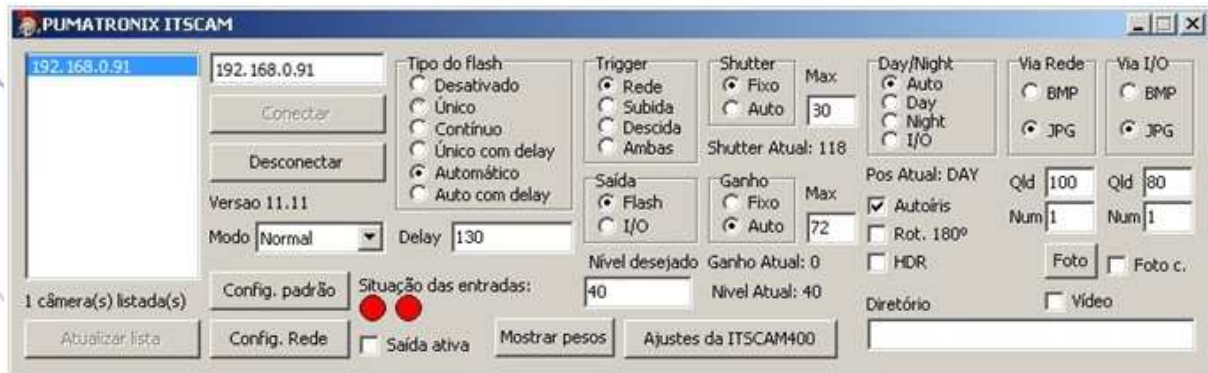 PUMATRONIX ITSCAM
192.168.0.91
1 câmera(s) listada(s)
Atualizar lista
192.168.0.91
Conectar
Desconectar
Versao 11.11
Modo Normal
Config. padrão
Config. Rede
Tipo do flash
Desativado
Único
Contínuo
Único com delay
Automático
Auto com delay
Delay 130
Situação das entradas:
Saída ativa
Trigger
Rede
Subida
Descida
Ambas
Saída
Flash
I/O
Nível desejado
40
Mostrar pesos
Shutter
Fixo
Auto
Max
30
Shutter Atual: 118
Ganho
Fixo
Auto
Max
72
Ganho Atual: 0
Nivel Atual: 40
Ajustes da ITSCAM400
Day/Night
Auto
Day
Night
I/O
Pos Atual: DAY
Autoíris
Rot. 180º
HDR
Via Rede
BMP
JPG
Qld 100
Num 1
Via I/O
BMP
JPG
Qld 80
Num 1
Foto
Foto c.
Vídeo
Diretório